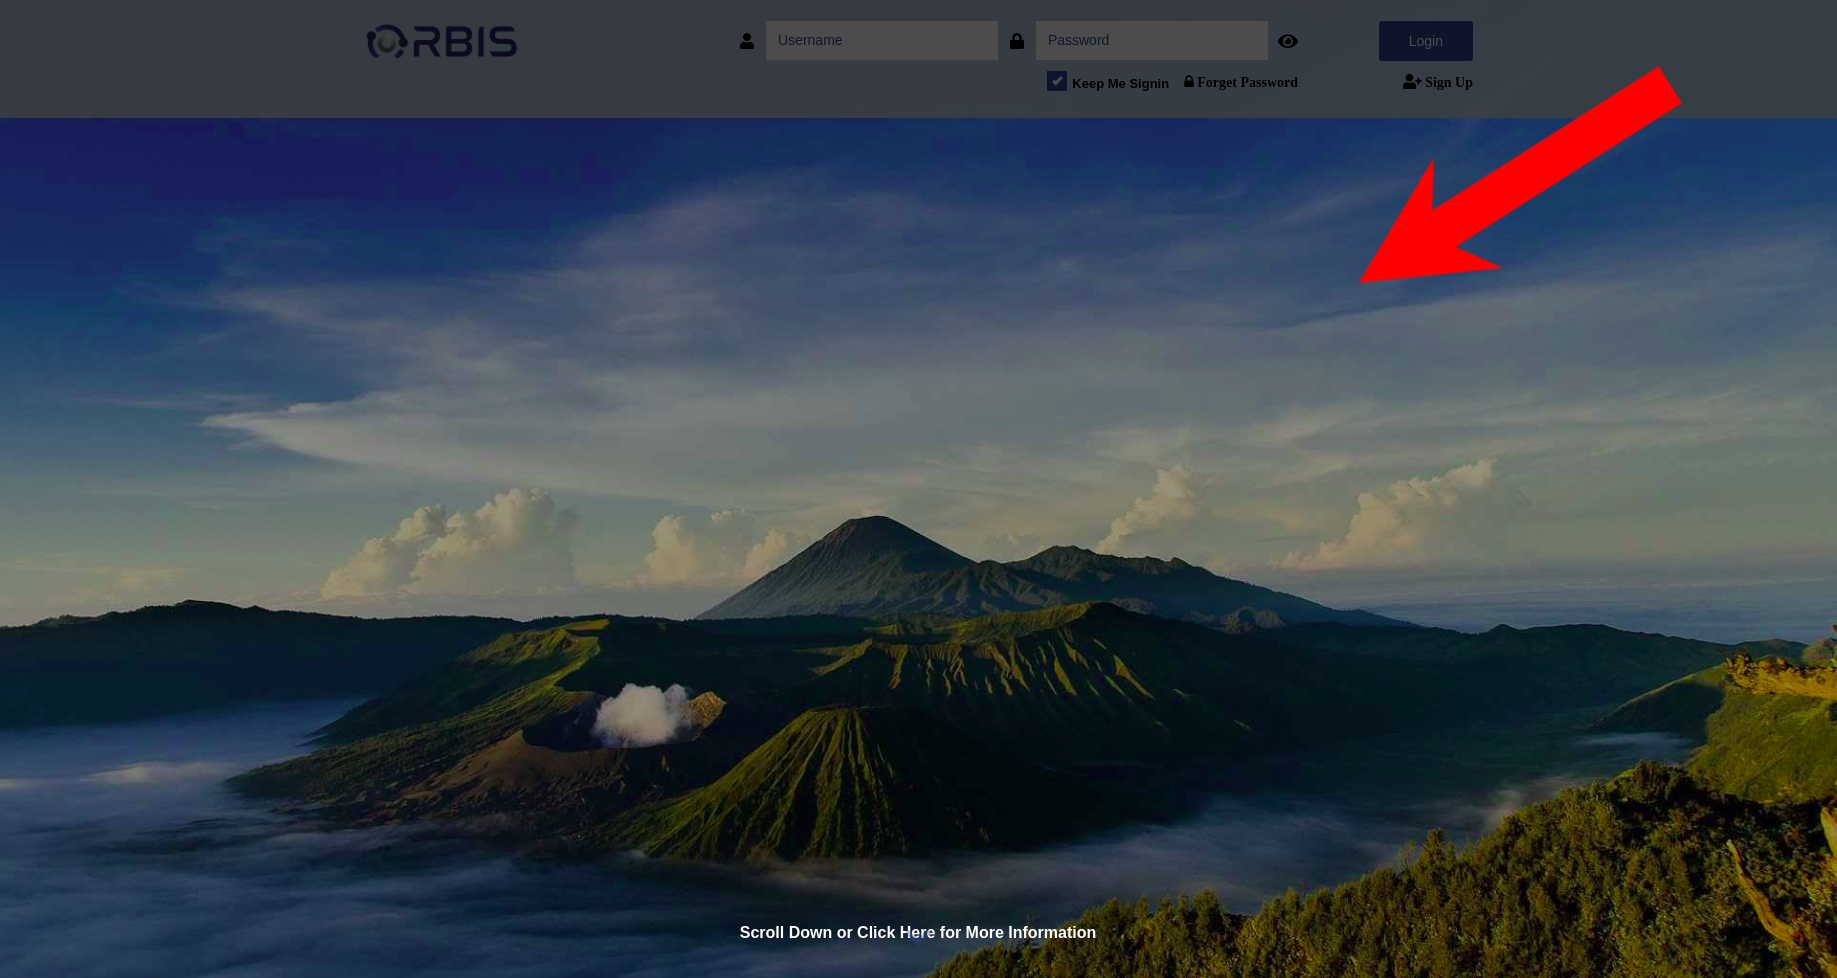 ORBIS
Username
Password
Login
Keep Me Signin
Forget Password
Sign Up
Scroll Down or Click Here for More Information